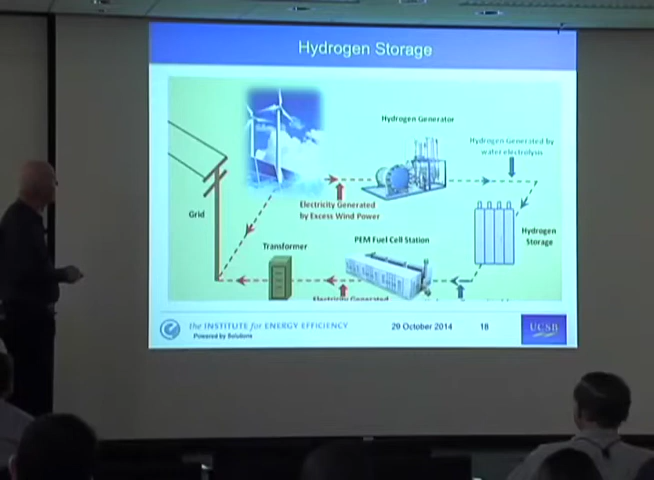 Hydrogen Storage
Hydrogen Generator
Hydrogen Generated by
water electrolysis
Electricity Generated
by Excess Wind Power
Grid
Hydrogen
Storage
Transformer
PEM Fuel Cell Station
Electricity Generated
the INSTITUTE for ENERGY EFFICIENCY
Powered by Solutions
29 October 2014
18
UCSB